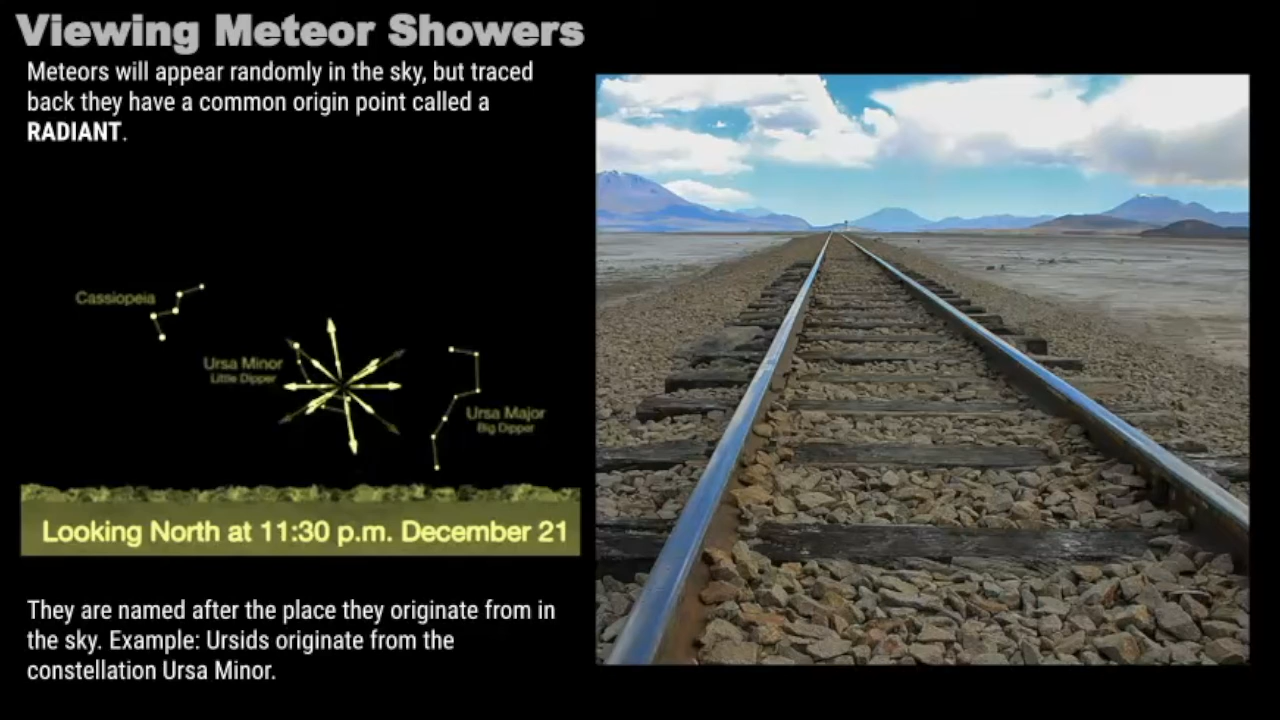 Viewing Meteor Showers
Meteors will appear randomly in the sky, but traced
back they have a common origin point called a
RADIANT.
Cassiopeia
Ursa Minor
Little Dipper
Ursa Major
Big Dipper
Looking North at 11:30 p.m. December 21
They are named after the place they originate from in
the sky. Example: Ursids originate from the
constellation Ursa Minor.